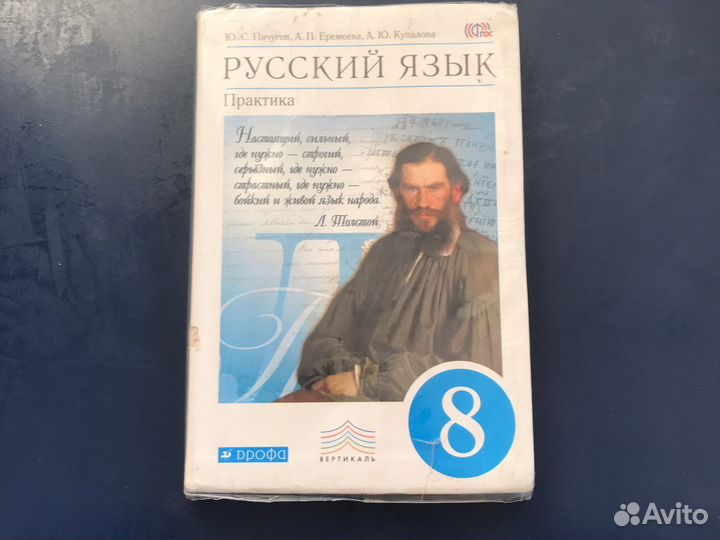 Ю. С. Пичугов, А. П. Еремеева, А. Ю. Купалова
ФГОС
РУССКИЙ ЯЗЫК
Практика
Настоящий, сильный,
где нужно — строгий,
серьёзный, где нужно —
страстный, где нужно —
бойкий и живой язык народа.
Л. Толстой
8
дрофа
ВЕРТИКАЛЬ
Avito